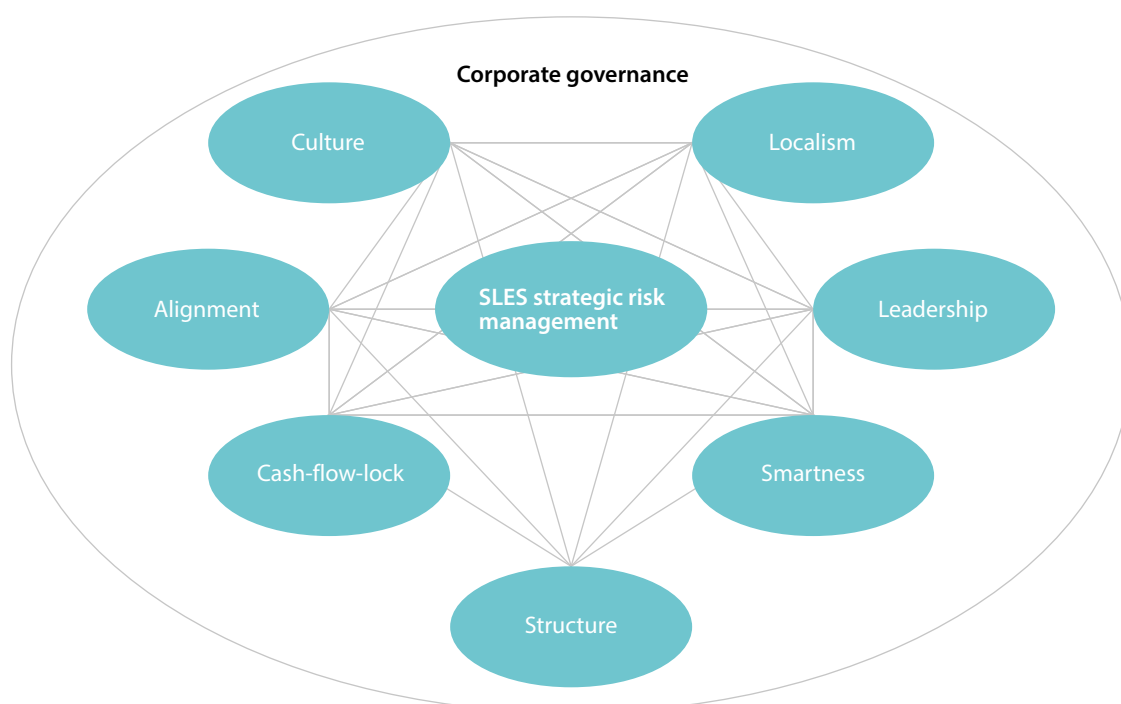 Corporate governance
Culture
Localism
Alignment
SLES strategic risk
management
Leadership
Cash-flow-lock
Smartness
Structure